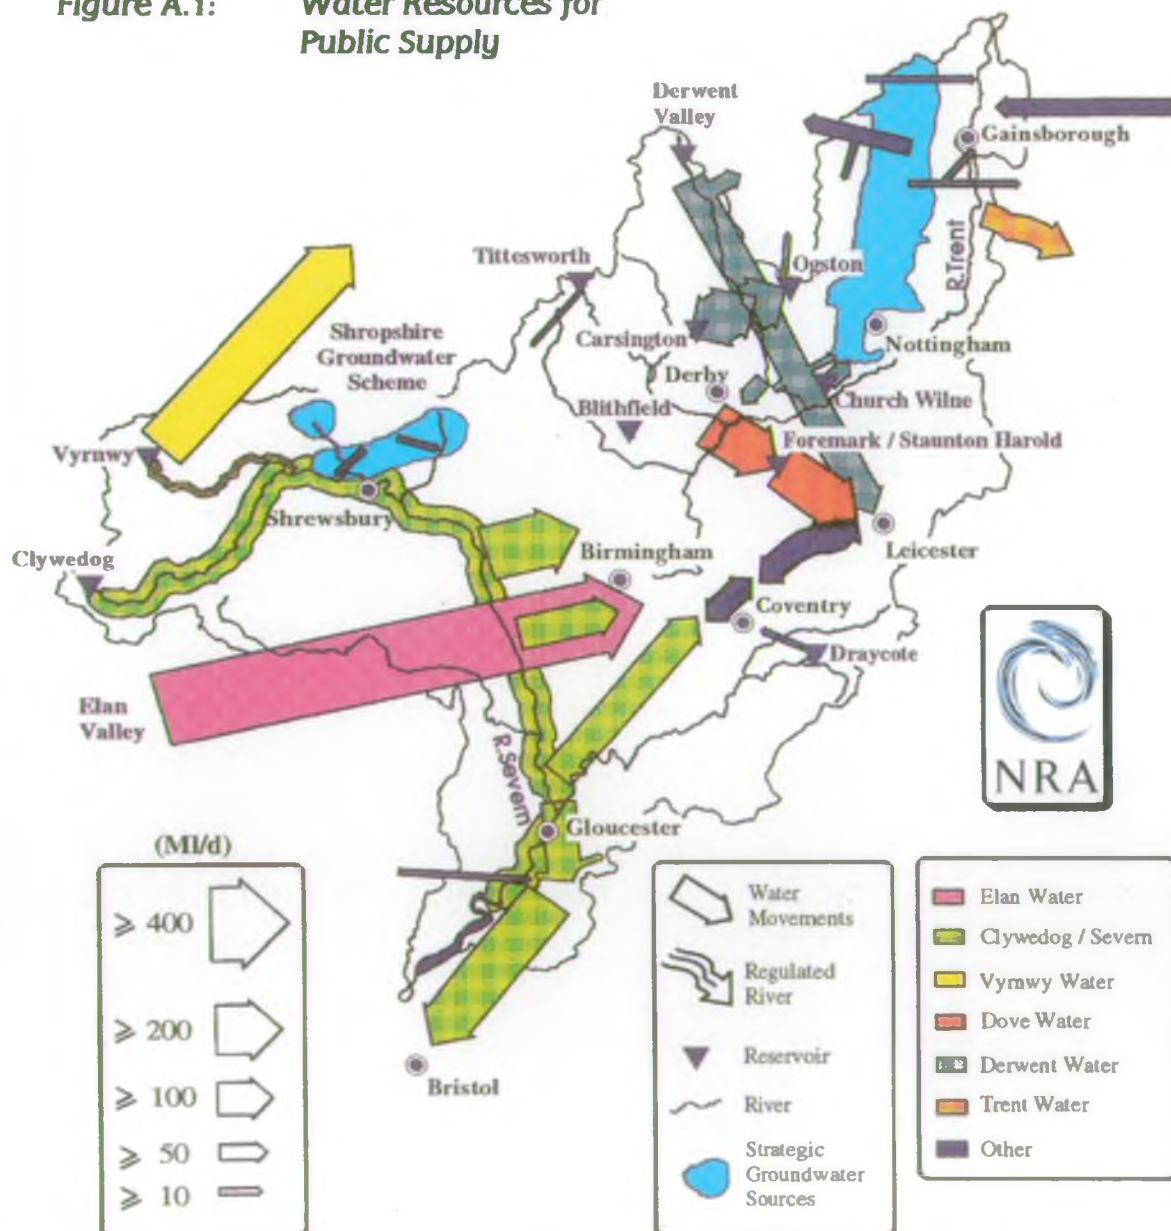 Figure A.1: Water Resources for
Public Supply
Derwent
Valley
Gainsborough
R.Trent
Tittesworth
Ogston
Shropshire
Groundwater
Scheme
Carsington
Nottingham
Derby
Church Wilne
Blithfield
Foremark / Staunton Harold
Vyrnwy
Shrewsbury
Leicester
Clywedog
Birmingham
Coventry
Draycote
Elan
Valley
R.Severn
NRA
Gloucester
Bristol
(Ml/d)
⩾ 400
⩾ 200
⩾ 100
⩾ 50
⩾ 10
Water
Movements
Regulated
River
Reservoir
River
Strategic
Groundwater
Sources
Elan Water
Clywedog / Severn
Vyrnwy Water
Dove Water
Derwent Water
Trent Water
Other